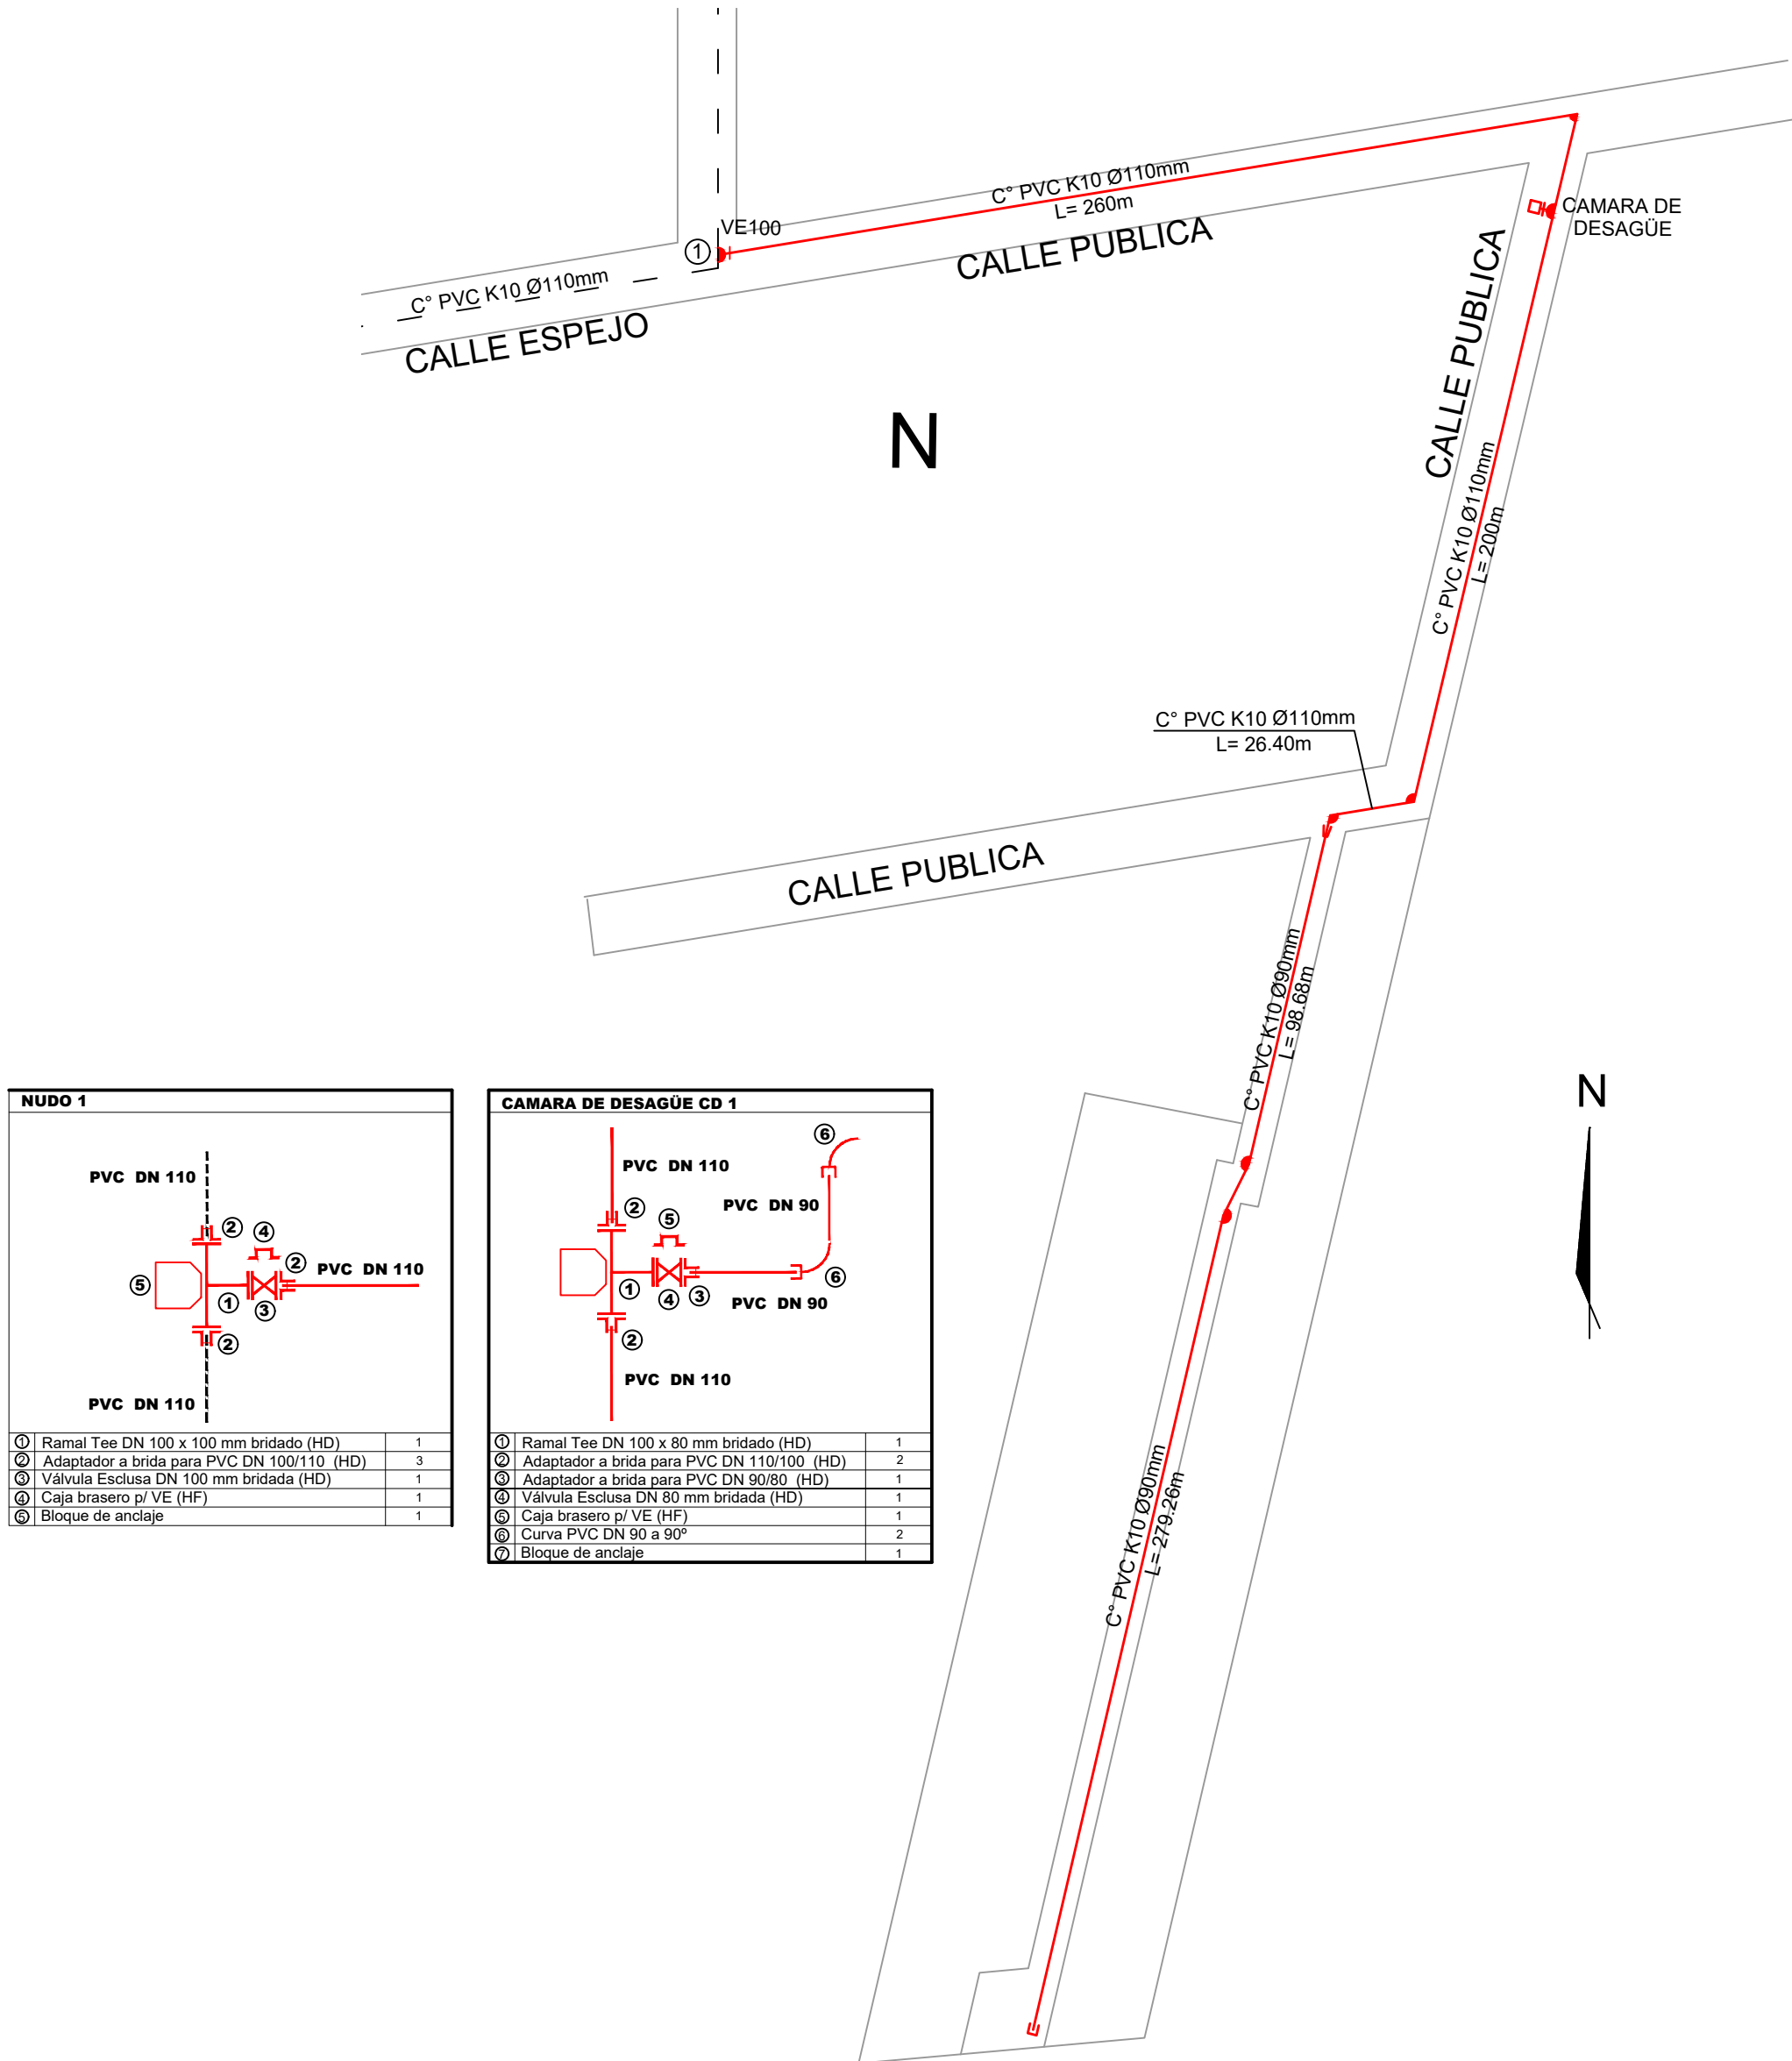 C° PVC K10 Ø110mm
L= 260m
CALLE PUBLICA
VE100
1
C° PVC K10 Ø110mm
CALLE ESPEJO
CAMARA DE
DESAGÜE
CALLE PUBLICA
N
C° PVC K10 Ø110mm
L= 200m
C° PVC K10 Ø110mm
L= 26.40m
CALLE PUBLICA
C° PVC K10 Ø90mm
L= 98.68m
N
C° PVC K10 Ø90mm
L= 279.26m
NUDO 1
PVC DN 110
2
4
2
PVC DN 110
5
1
3
2
PVC DN 110
1 Ramal Tee DN 100 x 100 mm bridado (HD) 1
2 Adaptador a brida para PVC DN 100/110 (HD) 3
3 Válvula Esclusa DN 100 mm bridada (HD) 1
4 Caja brasero p/ VE (HF) 1
5 Bloque de anclaje 1
CAMARA DE DESAGÜE CD 1
6
PVC DN 110
PVC DN 90
2
5
6
1
4
3
PVC DN 90
2
PVC DN 110
1 Ramal Tee DN 100 x 80 mm bridado (HD) 1
2 Adaptador a brida para PVC DN 110/100 (HD) 2
3 Adaptador a brida para PVC DN 90/80 (HD) 1
4 Válvula Esclusa DN 80 mm bridada (HD) 1
5 Caja brasero p/ VE (HF) 1
6 Curva PVC DN 90 a 90º 2
7 Bloque de anclaje 1